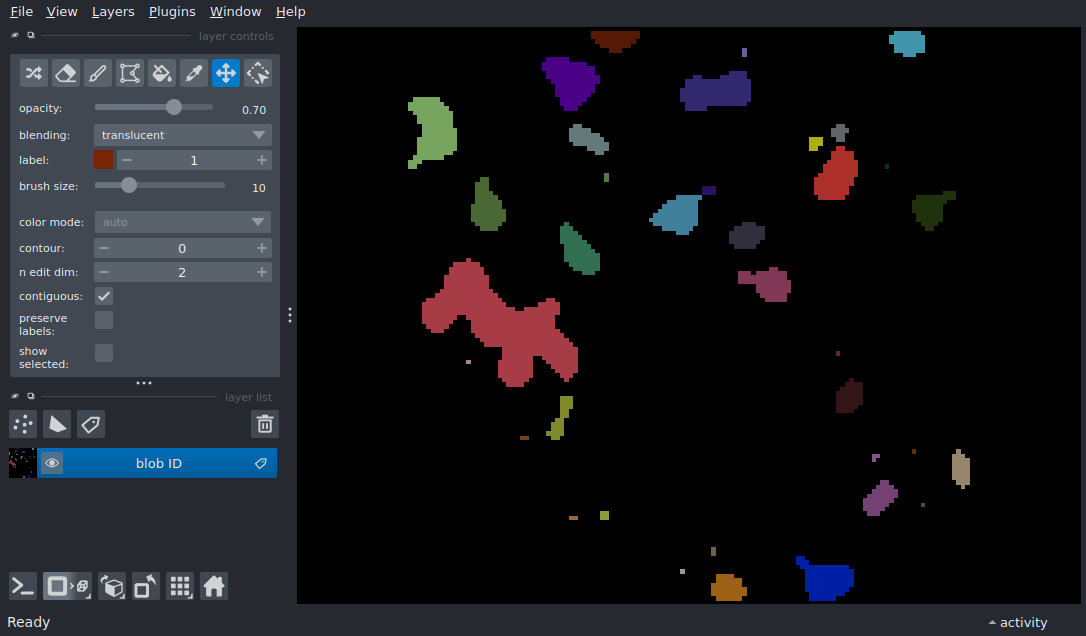 File View Layers Plugins Window Help
layer controls
opacity: 0.70
blending: translucent
label: 1
brush size: 10
color mode: auto
contour: 0
n edit dim: 2
contiguous:
preserve
labels:
show
selected:
layer list
blob ID
Ready
activity